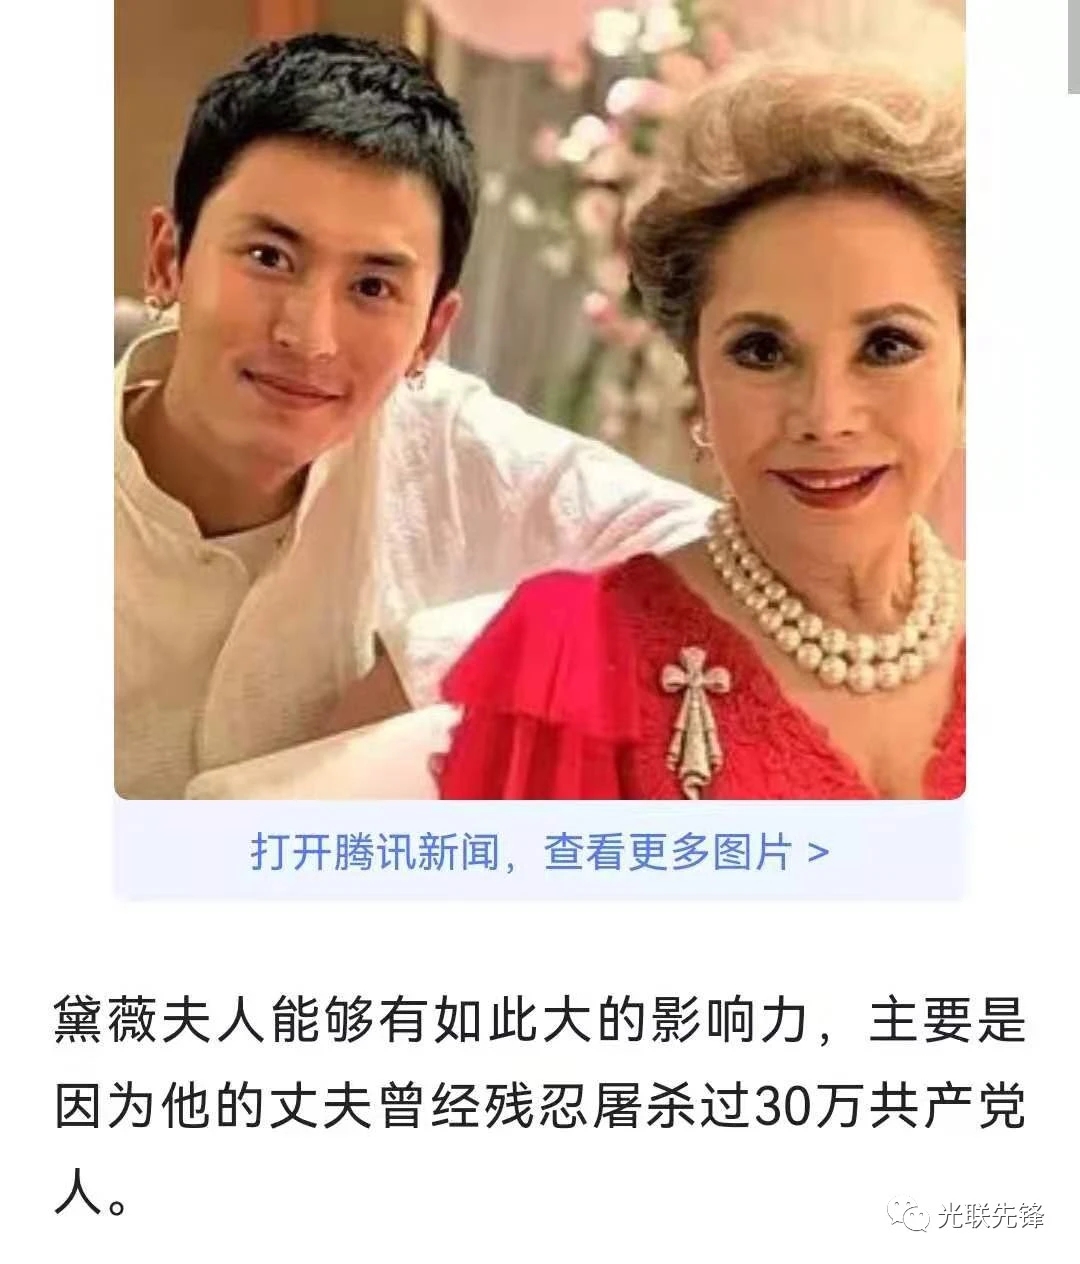 打开腾讯新闻，查看更多图片 >
黛薇夫人能够有如此大的影响力，主要是
因为他的丈夫曾经残忍屠杀过30万共产党
人。
光联先锋